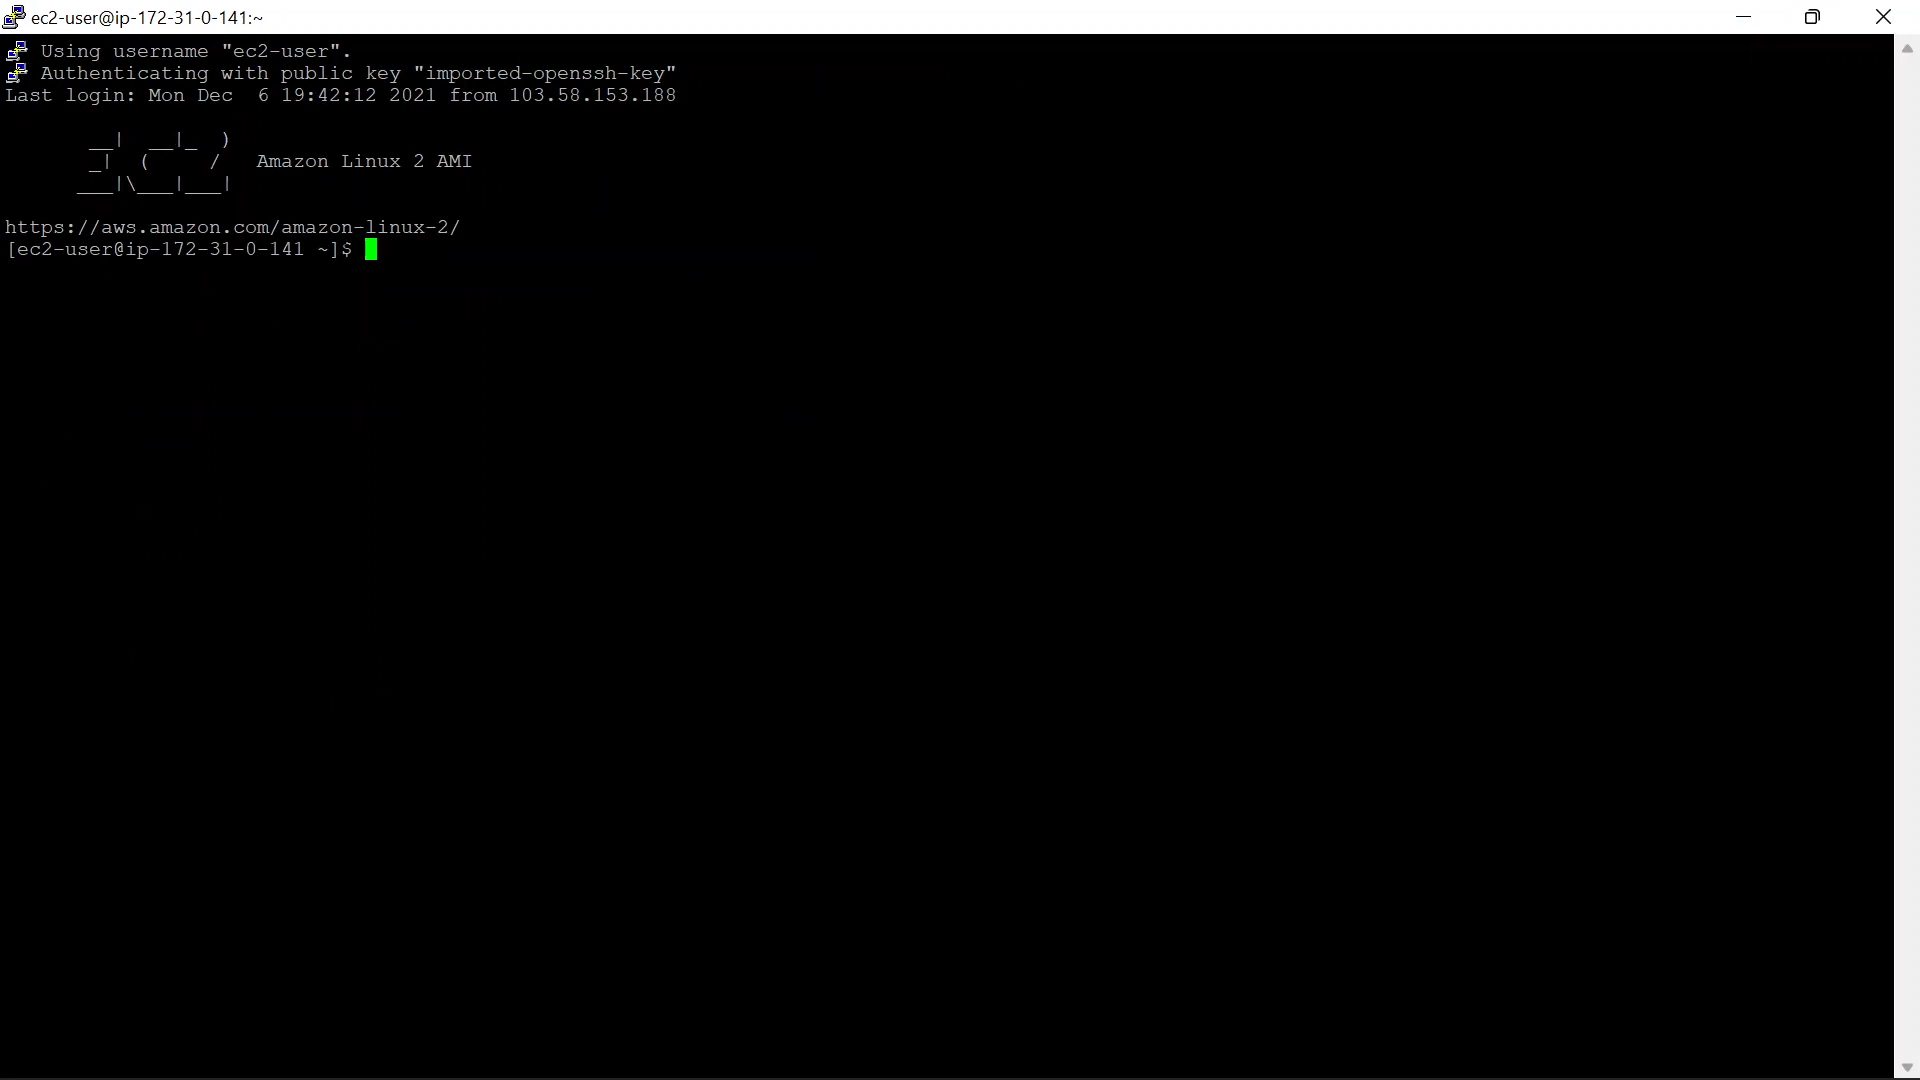 ec2-user@ip-172-31-0-141:~
Using username "ec2-user".
Authenticating with public key "imported-openssh-key"
Last login: Mon Dec  6 19:42:12 2021 from 103.58.153.188
       __|  __|_  )
       _|  (     /   Amazon Linux 2 AMI
      ___|\___|___|
https://aws.amazon.com/amazon-linux-2/
[ec2-user@ip-172-31-0-141 ~]$